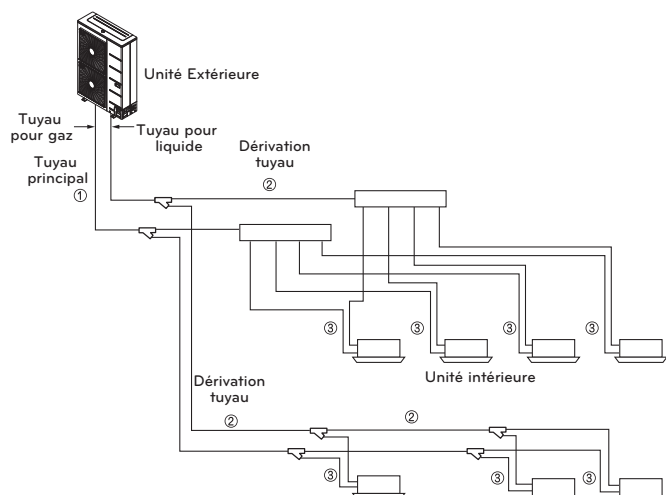 Unité Extérieure
Tuyau
pour gaz
Tuyau pour
liquide
Tuyau
principal
①
Dérivation
tuyau
②
③
③
③
③
Unité intérieure
Dérivation
tuyau
②
②
③
③
③